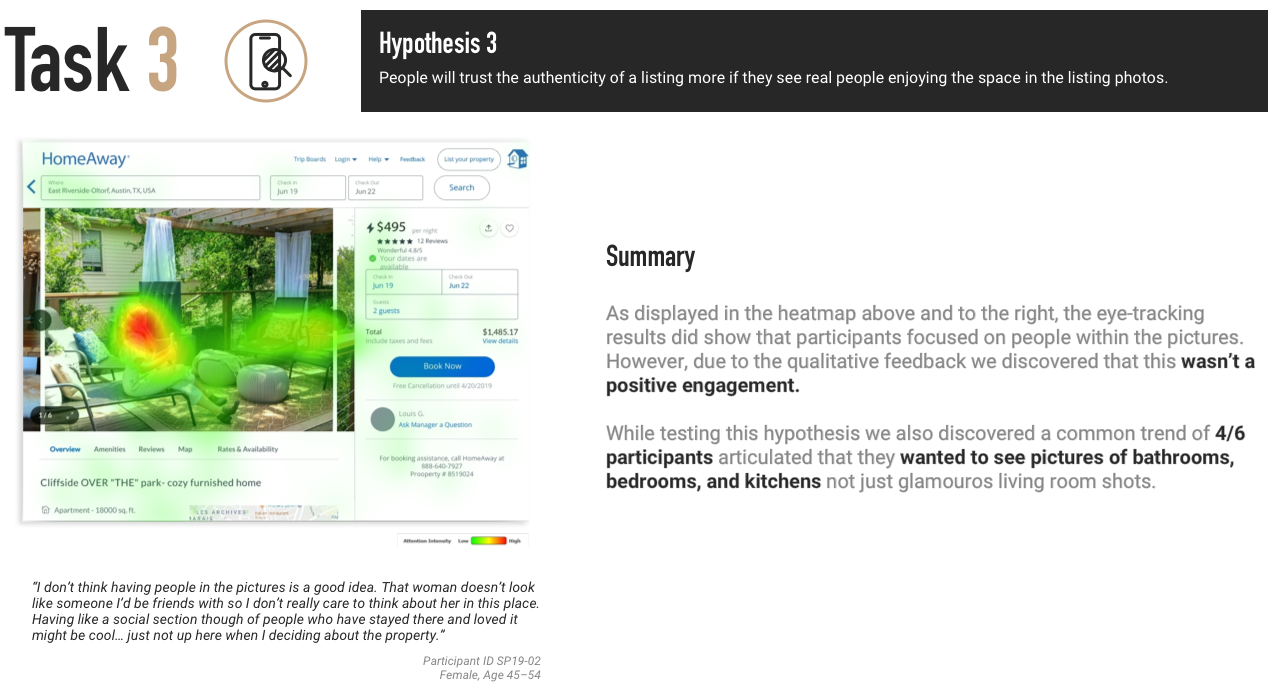 Task 3
Hypothesis 3
People will trust the authenticity of a listing more if they see real people enjoying the space in the listing photos.
HomeAway
Trip Boards Login Help Feedback List your property
Where
East Riverside-Oltorf, Austin, TX, USA
Check In
Jun 19
Check Out
Jun 22
Search
$495 per night
12 Reviews
Wonderful 4.8/5
Your dates are
available
Check In
Jun 19
Check Out
Jun 22
Guests
2 guests
Total $1,485.17
Include taxes and fees View details
Book Now
Free Cancellation until 4/20/2019
Louis G.
Ask Manager a Question
For booking assistance, call HomeAway at
888-640-7927
Prooperty # 8519024
1 / 6
Overview Amenities Reviews Map Rates & Availability
Cliffside OVER "THE" park- cozy furnished home
Apartment - 18000 sq. ft.
LES ARCHIVES
Attention Intensity Low High
“I don’t think having people in the pictures is a good idea. That woman doesn’t look
like someone I’d be friends with so I don’t really care to think about her in this place.
Having like a social section though of people who have stayed there and loved it
might be cool... just not up here when I deciding about the property.”
Participant ID SP19-02
Female, Age 45–54
Summary
As displayed in the heatmap above and to the right, the eye-tracking
results did show that participants focused on people within the pictures.
However, due to the qualitative feedback we discovered that this wasn’t a
positive engagement.
While testing this hypothesis we also discovered a common trend of 4/6
participants articulated that they wanted to see pictures of bathrooms,
bedrooms, and kitchens not just glamouros living room shots.